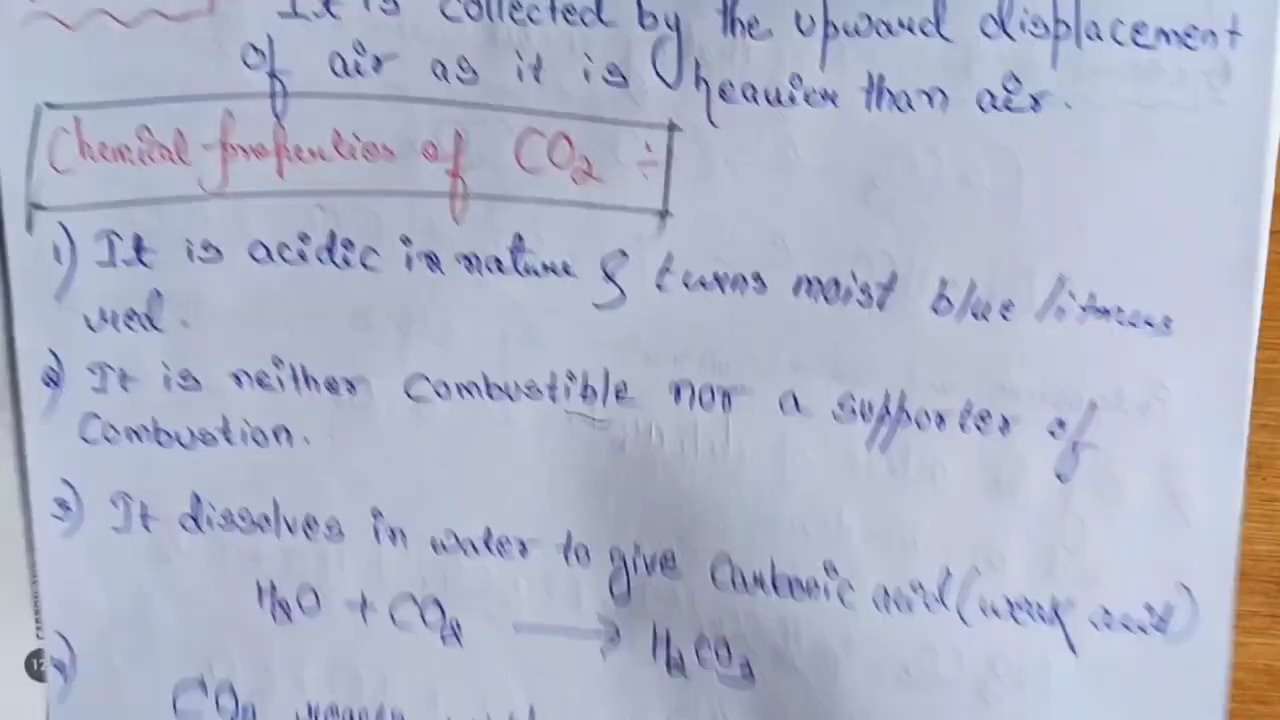 It is collected by the upward displacement
of air as it is heavier than air.
Chemical properties of CO2 ÷
1) It is acidic in nature & turns moist blue litmus
red.
2) It is neither combustible nor a supporter of
Combustion.
3) It dissolves in water to give Carbonic acid (weak acid)
H2O + CO2 → H2CO3
4)
CO2
12